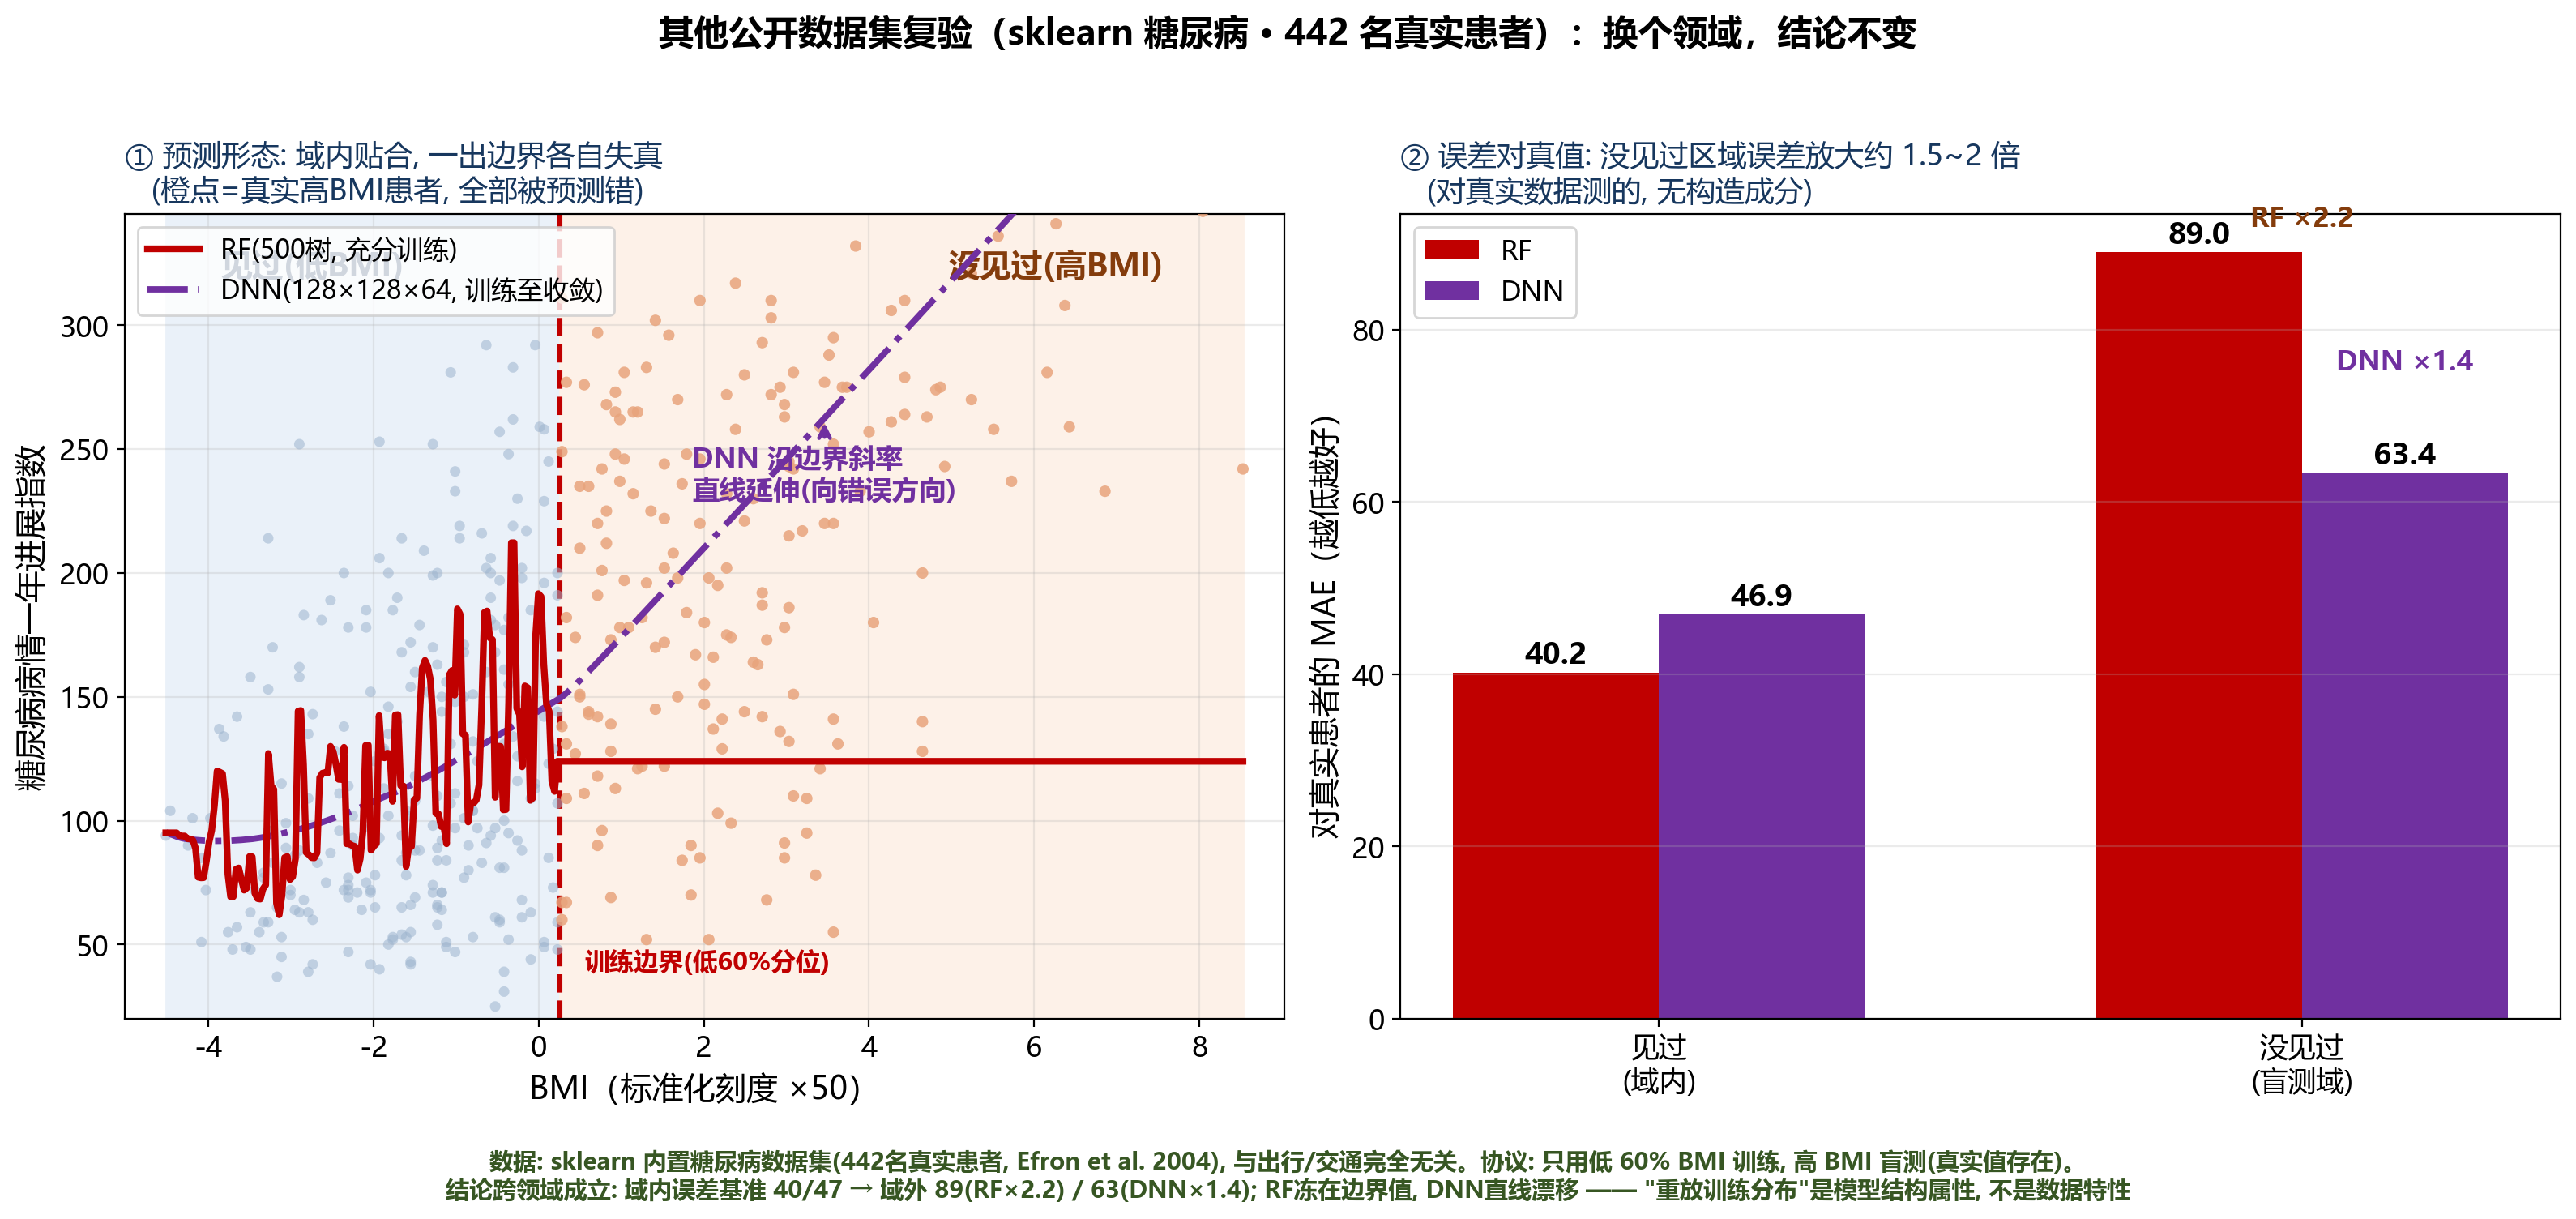 其他公开数据集复验（sklearn 糖尿病 • 442 名真实患者）：换个领域，结论不变
① 预测形态: 域内贴合, 一出边界各自失真
(橙点=真实高BMI患者, 全部被预测错)
见过(低BMI)
RF(500树, 充分训练)
DNN(128×128×64, 训练至收敛)
没见过(高BMI)
DNN 沿边界斜率
直线延伸(向错误方向)
训练边界(低60%分位)
糖尿病病情一年进展指数
300
250
200
150
100
50
-4
-2
0
2
4
6
8
BMI（标准化刻度 ×50）
② 误差对真值: 没见过区域误差放大约 1.5~2 倍
(对真实数据测的, 无构造成分)
RF
DNN
RF ×2.2
89.0
DNN ×1.4
63.4
46.9
40.2
对真实患者的 MAE（越低越好）
80
60
40
20
0
见过
(域内)
没见过
(盲测域)
数据: sklearn 内置糖尿病数据集(442名真实患者, Efron et al. 2004), 与出行/交通完全无关。协议: 只用低 60% BMI 训练, 高 BMI 盲测(真实值存在)。
结论跨领域成立: 域内误差基准 40/47 → 域外 89(RF×2.2) / 63(DNN×1.4); RF冻在边界值, DNN直线漂移 —— "重放训练分布"是模型结构属性, 不是数据特性